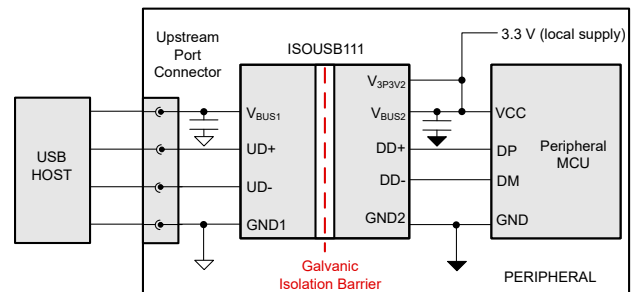 Upstream
Port
Connector
ISOUSB111
3.3 V (local supply)
USB
HOST
VBUS1
UD+
UD-
GND1
V3P3V2
VBUS2
DD+
DD-
GND2
VCC
DP
DM
GND
Peripheral
MCU
Galvanic
Isolation Barrier
PERIPHERAL